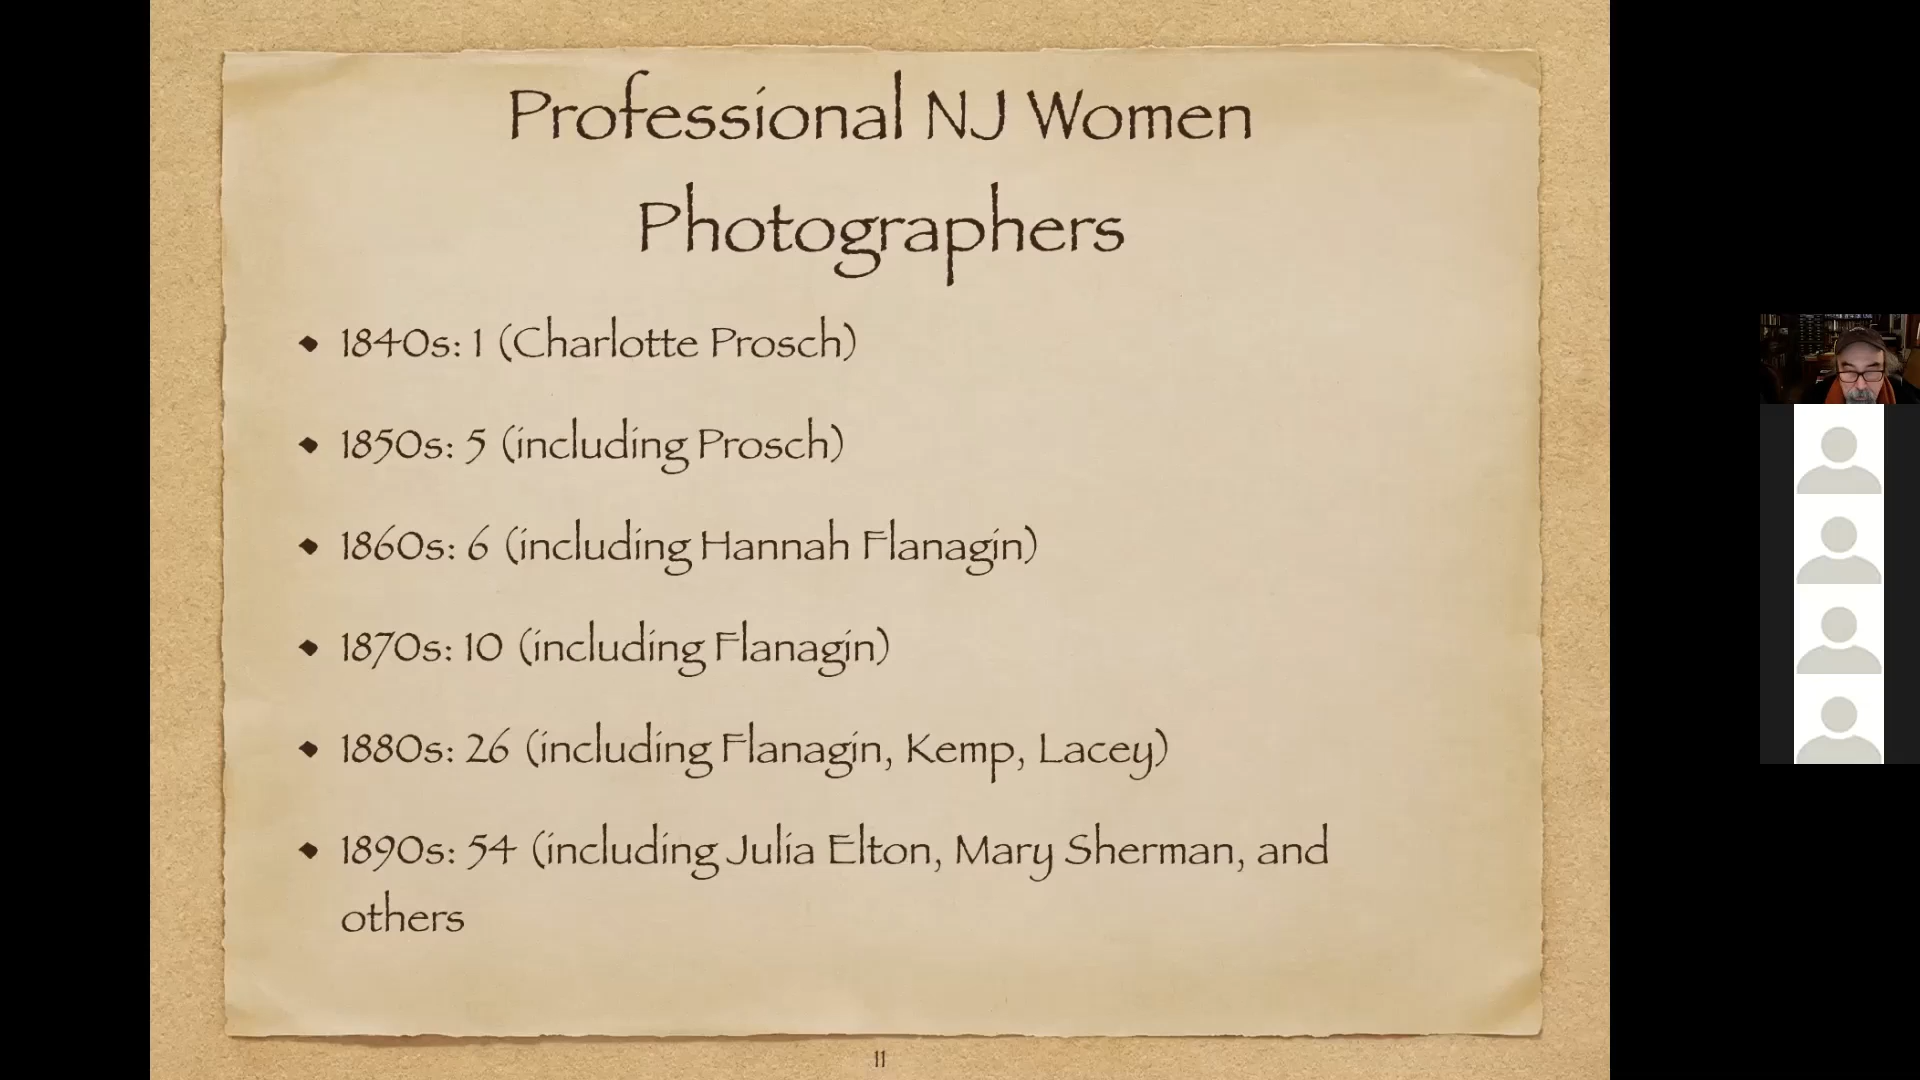 Professional NJ Women
Photographers
◆ 1840s: 1 (Charlotte Prosch)
◆ 1850s: 5 (including Prosch)
◆ 1860s: 6 (including Hannah Flanagin)
◆ 1870s: 10 (including Flanagin)
◆ 1880s: 26 (including Flanagin, Kemp, Lacey)
◆ 1890s: 54 (including Julia Elton, Mary Sherman, and
others
11